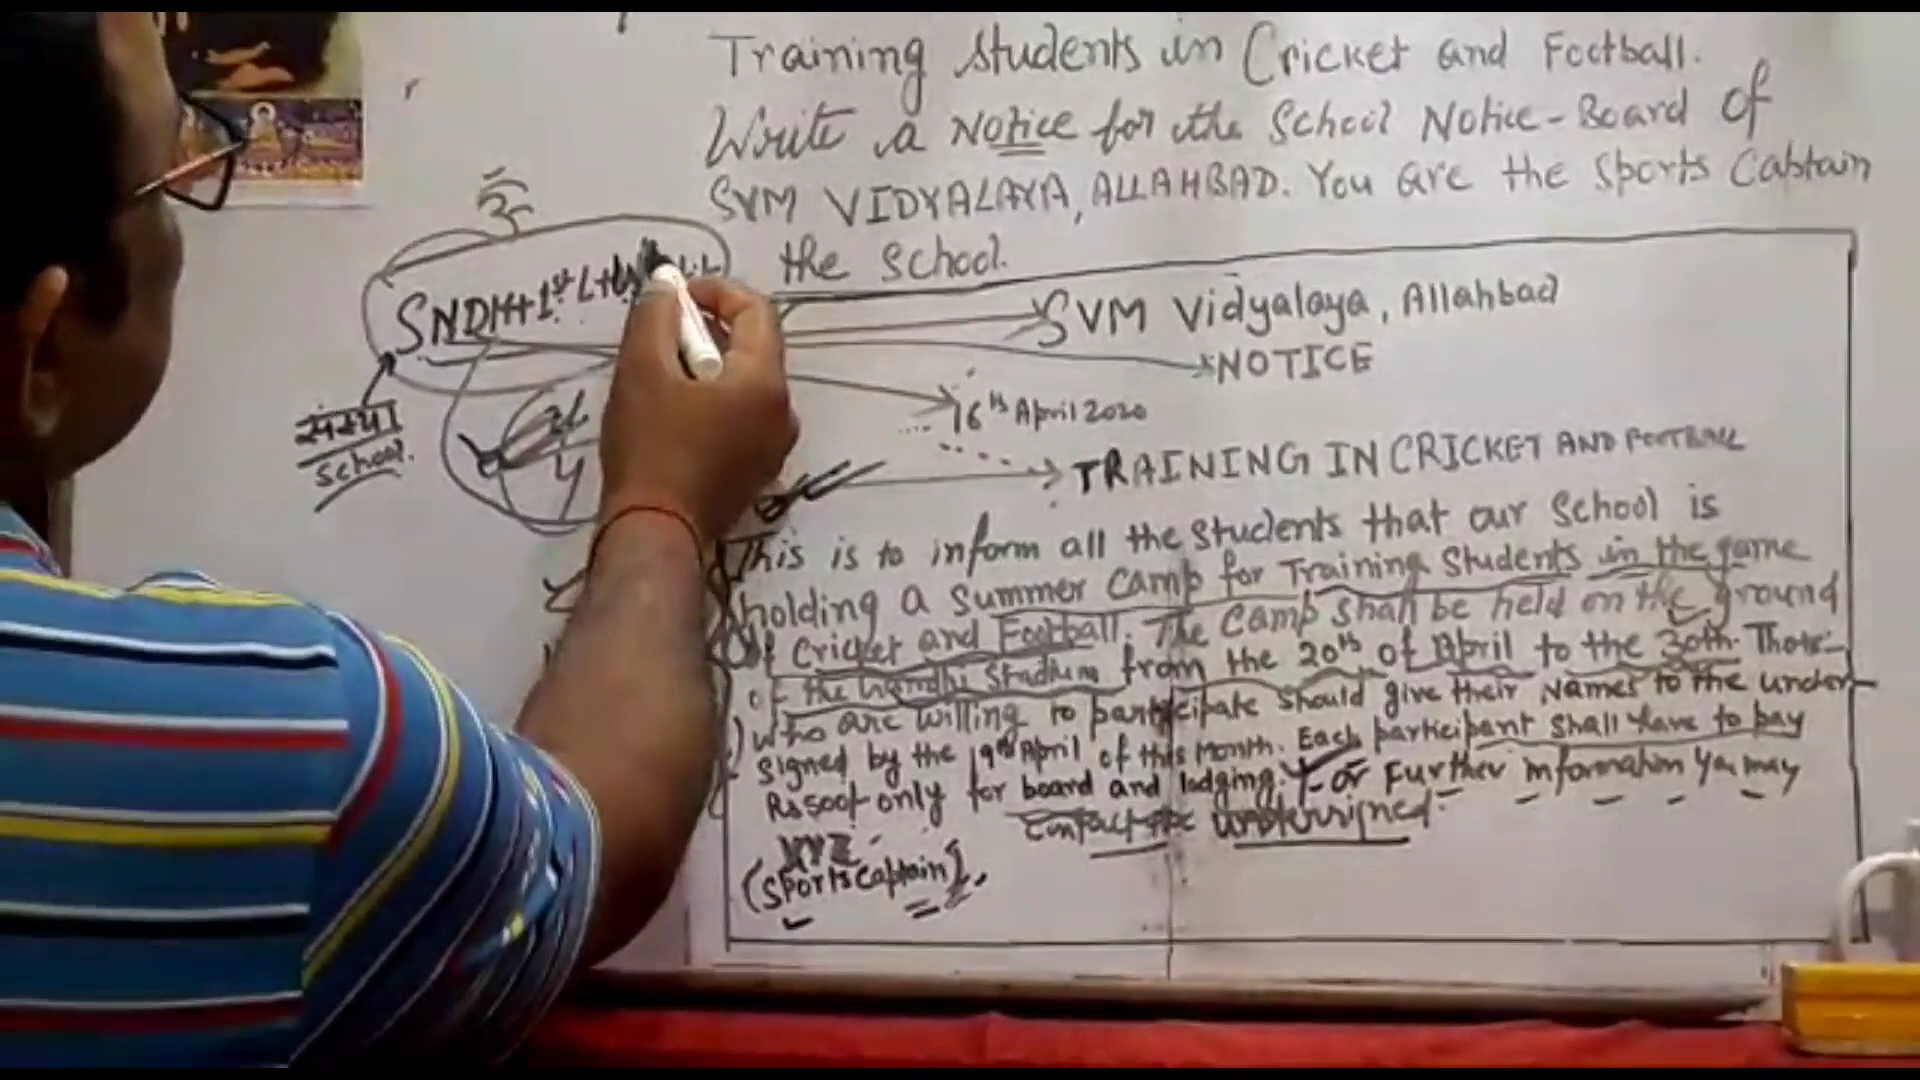 Training Students in Cricket and Football.
Write a Notice for the School Notice-Board of
SVM VIDYALAYA, ALLAHBAD. You are the Sports Cabtain
the School.
SNDH+1st L+
संस्था
School.
SVM Vidyalaya, Allahbad
NOTICE
16th April 2020
TRAINING IN CRICKET AND FOOTBALL
This is to inform all the Students that our School is
holding a Summer Camp for Training Students in the game
of Cricket and Football. The Camp shall be held on the ground
of the Stadium from the 20th of April to the 30th. Those
who are willing to participate should give their Names to the under-
signed by the 19th April of this Month. Each participant shall have to pay
Rs 500/- only for board and lodging. For Further information You may
Contact the undersigned.
XYZ
(Sports Captain).